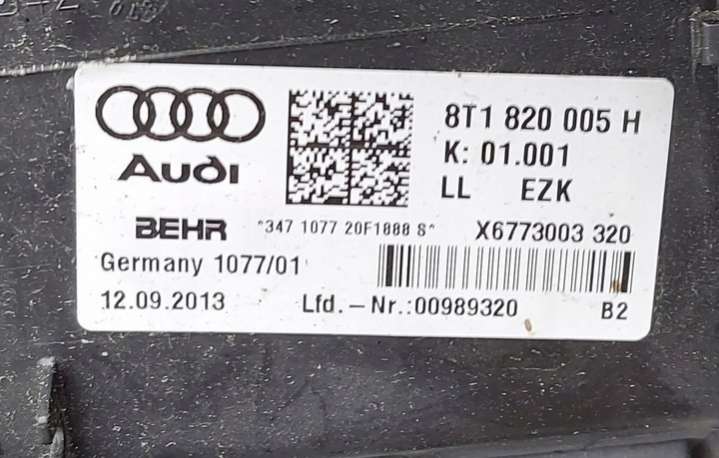 8T1 820 005 H
Audi
K: 01.001
LL EZK
BEHR *347 1077 20F1888 S* X6773003 320
Germany 1077/01
12.09.2013 Lfd.-Nr.:00989320 B2